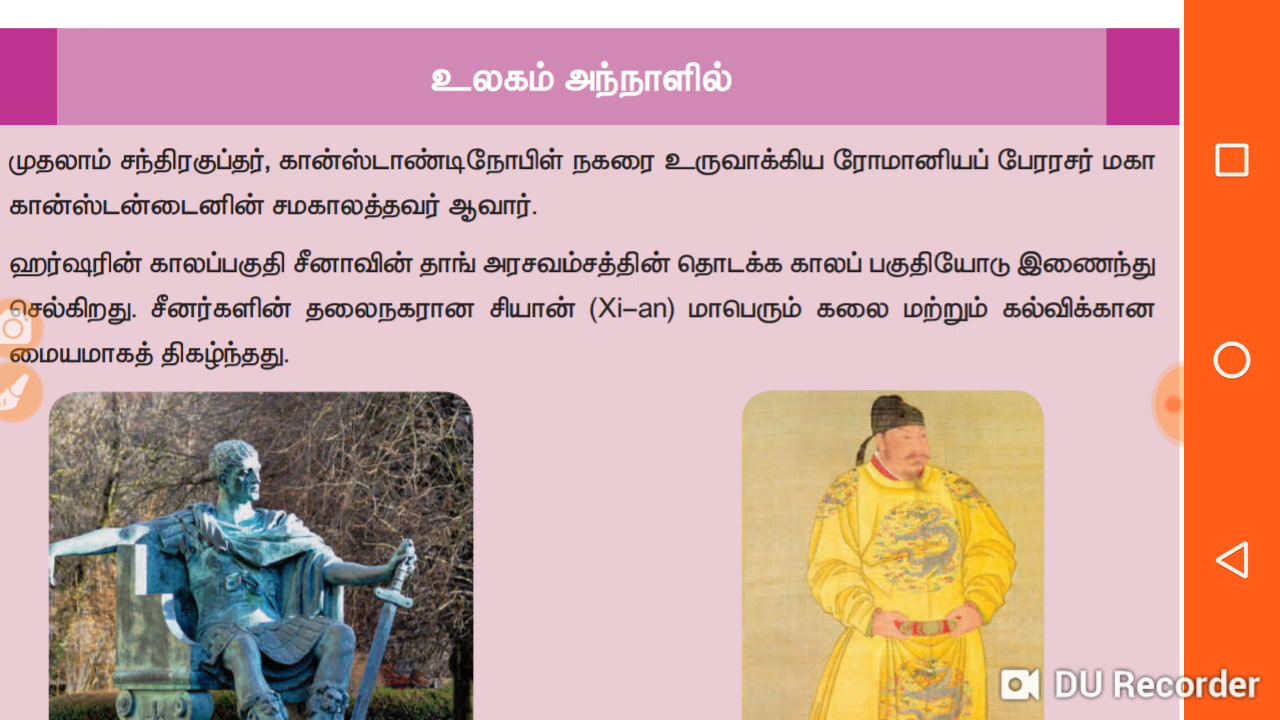 உலகம் அந்நாளில்
முதலாம் சந்திரகுப்தர், கான்ஸ்டாண்டிநோபிள் நகரை உருவாக்கிய ரோமானியப் பேரரசர் மகா
கான்ஸ்டன்டைனின் சமகாலத்தவர் ஆவார்.
ஹர்ஷரின் காலப்பகுதி சீனாவின் தாங் அரசவம்சத்தின் தொடக்க காலப் பகுதியோடு இணைந்து
செல்கிறது. சீனர்களின் தலைநகரான சியான் (Xi–an) மாபெரும் கலை மற்றும் கல்விக்கான
மையமாகத் திகழ்ந்தது.
DU Recorder